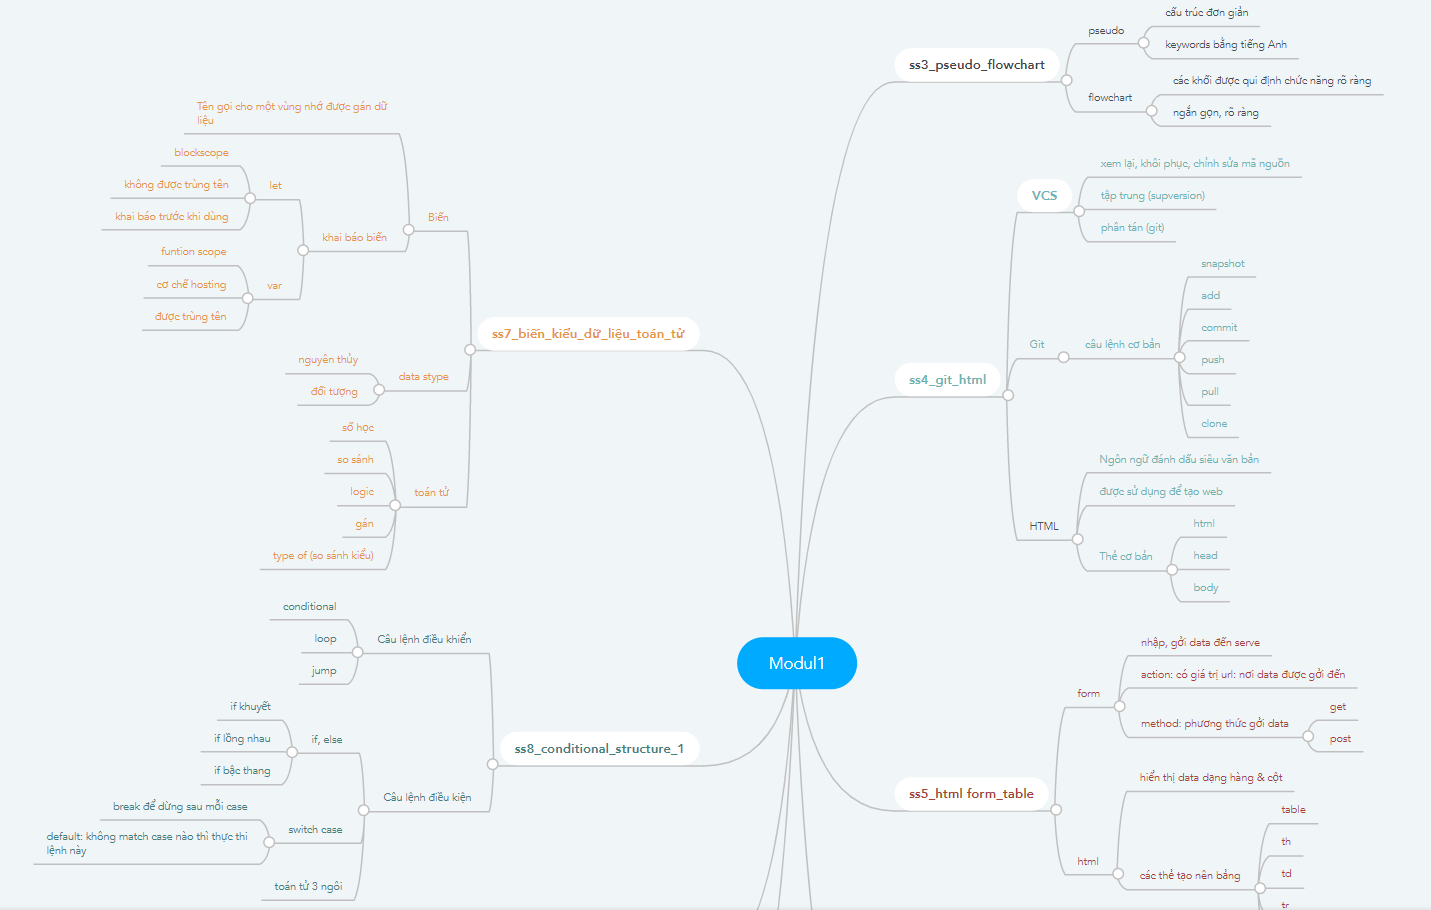 Modul1
ss3_pseudo_flowchart
pseudo
cấu trúc đơn giản
keywords bằng tiếng Anh
flowchart
các khối được qui định chức năng rõ ràng
ngắn gọn, rõ ràng
ss4_git_html
VCS
xem lại, khôi phục, chỉnh sửa mã nguồn
tập trung (supversion)
phân tán (git)
Git
câu lệnh cơ bản
snapshot
add
commit
push
pull
clone
HTML
Ngôn ngữ đánh dấu siêu văn bản
được sử dụng để tạo web
Thẻ cơ bản
html
head
body
ss5_html form_table
form
nhập, gởi data đến serve
action: có giá trị url: nơi data được gởi đến
method: phương thức gởi data
get
post
html
hiển thị data dạng hàng & cột
các thẻ tạo nên bảng
table
th
td
tr
ss7_biến_kiểu_dữ_liệu_toán_tử
Biến
Tên gọi cho một vùng nhớ được gán dữ
liệu
khai báo biến
let
blockscope
không được trùng tên
khai báo trước khi dùng
var
funtion scope
cơ chế hosting
được trùng tên
data stype
nguyên thủy
đối tượng
toán tử
số học
so sánh
logic
gán
type of (so sánh kiểu)
ss8_conditional_structure_1
Câu lệnh điều khiển
conditional
loop
jump
Câu lệnh điều kiện
if, else
if khuyết
if lồng nhau
if bậc thang
switch case
break để dừng sau mỗi case
default: không match case nào thì thực thi
lệnh này
toán tử 3 ngôi